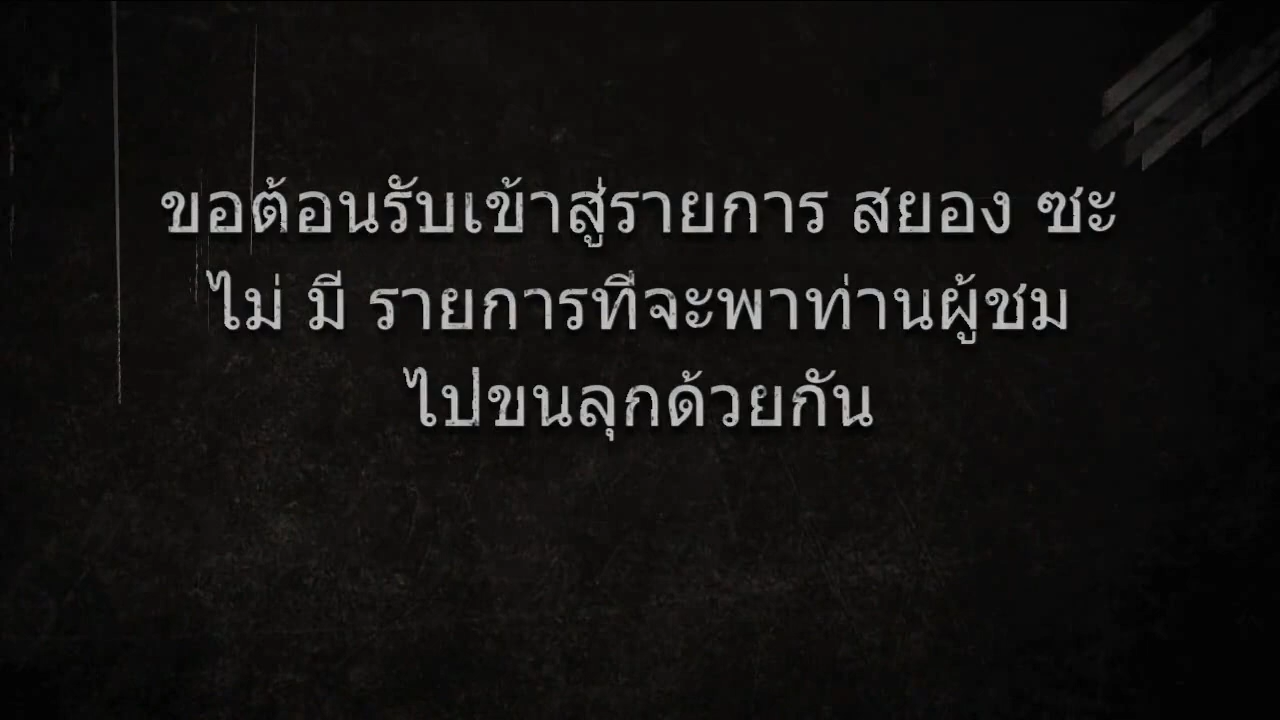 ขอต้อนรับเข้าสู่รายการ สยอง ซะ
ไม่ มี รายการที่จะพาท่านผู้ชม
ไปขนลุกด้วยกัน